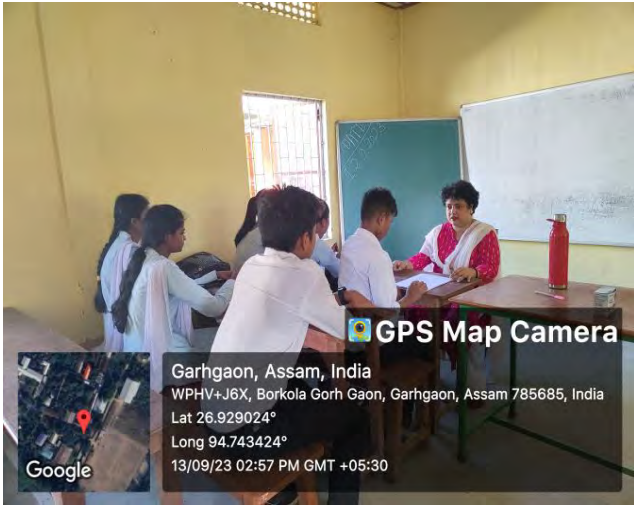 GPS Map Camera
Garhgaon, Assam, India
WPHV+J6X, Borkola Gorh Gaon, Garhgaon, Assam 785685, India
Lat 26.929024°
Long 94.743424°
13/09/23 02:57 PM GMT +05:30
Google